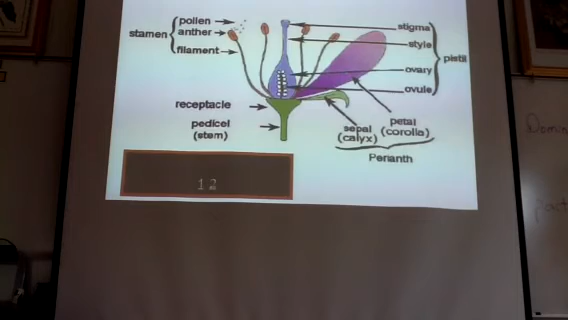 pollen
anther
stamen
filament
stigma
style
pistil
ovary
ovule
receptacle
pedicel
(stem)
sepal
(calyx)
petal
(corolla)
Perianth
12